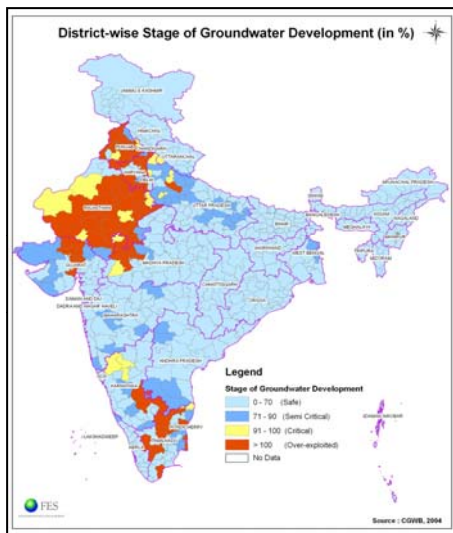 District-wise Stage of Groundwater Development (in %)
JAMMU & KASHMIR
HIMACHAL
PUNJAB
UTTARANCHAL
HARYANA
RAJASTHAN
UTTAR PRADESH
ARUNACHAL PRADESH
ASSAM
NAGALAND
MEGHALAYA
TRIPURA
MIZORAM
BIHAR
JHARKHAND
WEST BENGAL
GUJARAT
MADHYA PRADESH
CHHATTISGARH
ORISSA
DAMAN AND DIU
DADRA AND NAGAR HAVELI
MAHARASHTRA
ANDHRA PRADESH
KARNATAKA
LAKSHADWEEP
KERALA
Legend
Stage of Groundwater Development
0 - 70 (Safe)
71 - 90 (Semi Critical)
91 - 100 (Critical)
> 100 (Over-exploited)
No Data
FES
Source : CGWB, 2004